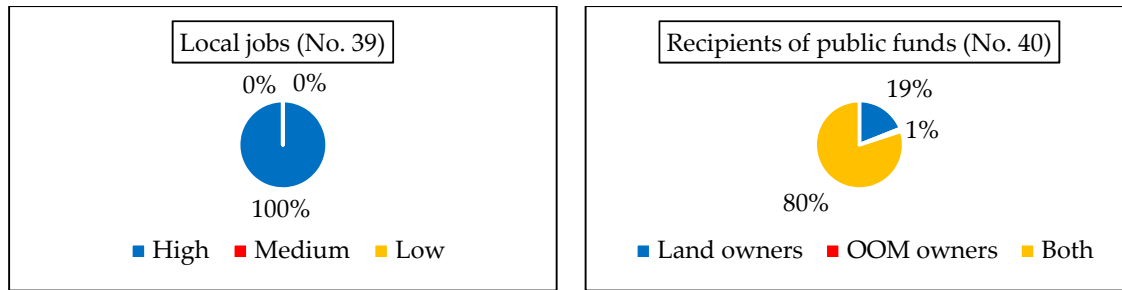 Local jobs (No. 39)
0% 0%
100%
High Medium Low
Recipients of public funds (No. 40)
19%
1%
80%
Land owners OOM owners Both